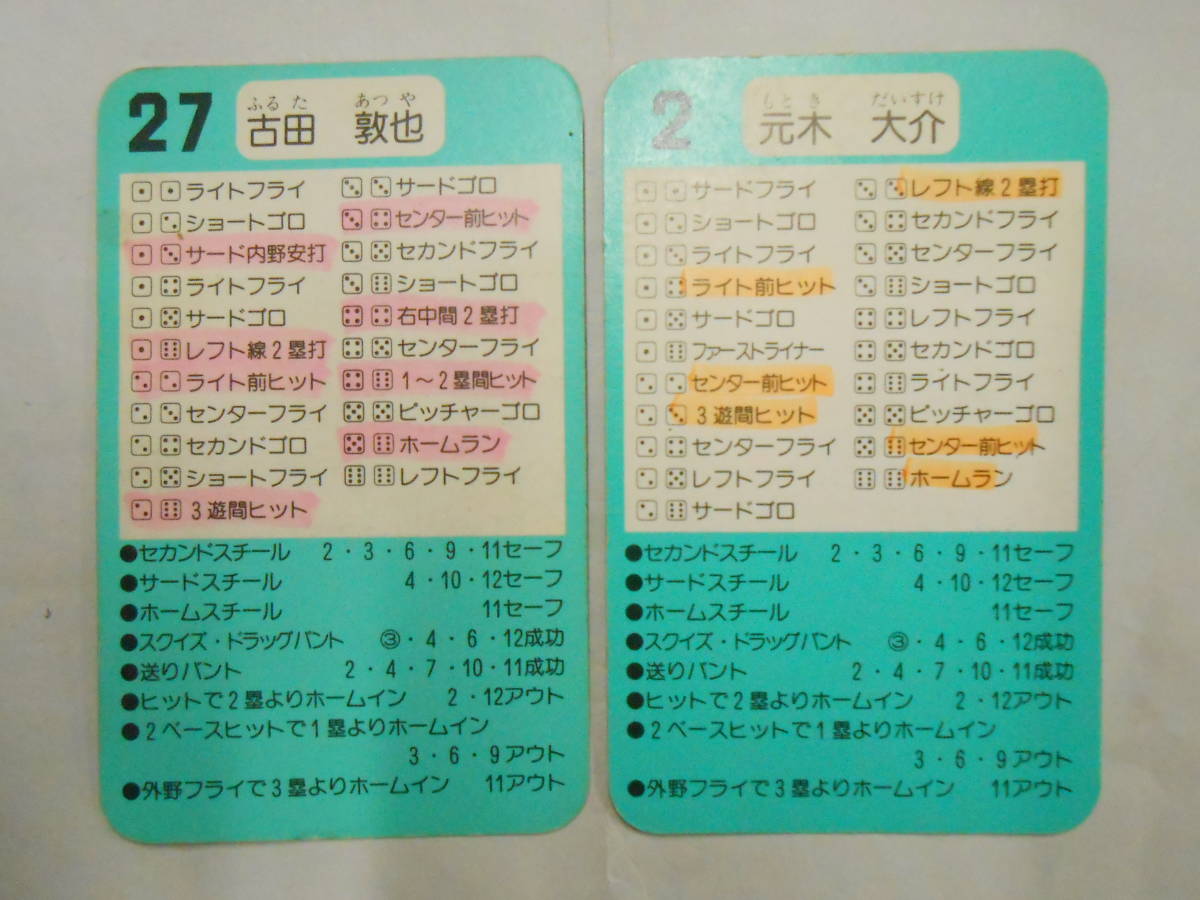 27
ふるた あつや
古田 敦也
ライトフライ
ショートゴロ
サード内野安打
ライトフライ
サードゴロ
レフト線2塁打
ライト前ヒット
センターフライ
セカンドゴロ
ショートフライ
3遊間ヒット
サードゴロ
センター前ヒット
セカンドフライ
ショートゴロ
右中間2塁打
センターフライ
1〜2塁間ヒット
ピッチャーゴロ
ホームラン
レフトフライ
●セカンドスチール 2・3・6・9・11セーフ
●サードスチール 4・10・12セーフ
●ホームスチール 11セーフ
●スクイズ・ドラッグバント ③・4・6・12成功
●送りバント 2・4・7・10・11成功
●ヒットで2塁よりホームイン 2・12アウト
●2ベースヒットで1塁よりホームイン
3・6・9アウト
●外野フライで3塁よりホームイン 11アウト
2
もとき だいすけ
元木 大介
サードフライ
ショートゴロ
ライトフライ
ライト前ヒット
サードゴロ
ファーストライナー
センター前ヒット
3遊間ヒット
センターフライ
レフトフライ
サードゴロ
レフト線2塁打
セカンドフライ
センターフライ
ショートゴロ
レフトフライ
セカンドゴロ
ライトフライ
ピッチャーゴロ
センター前ヒット
ホームラン
●セカンドスチール 2・3・6・9・11セーフ
●サードスチール 4・10・12セーフ
●ホームスチール 11セーフ
●スクイズ・ドラッグバント ③・4・6・12成功
●送りバント 2・4・7・10・11成功
●ヒットで2塁よりホームイン 2・12アウト
●2ベースヒットで1塁よりホームイン
3・6・9アウト
●外野フライで3塁よりホームイン 11アウト